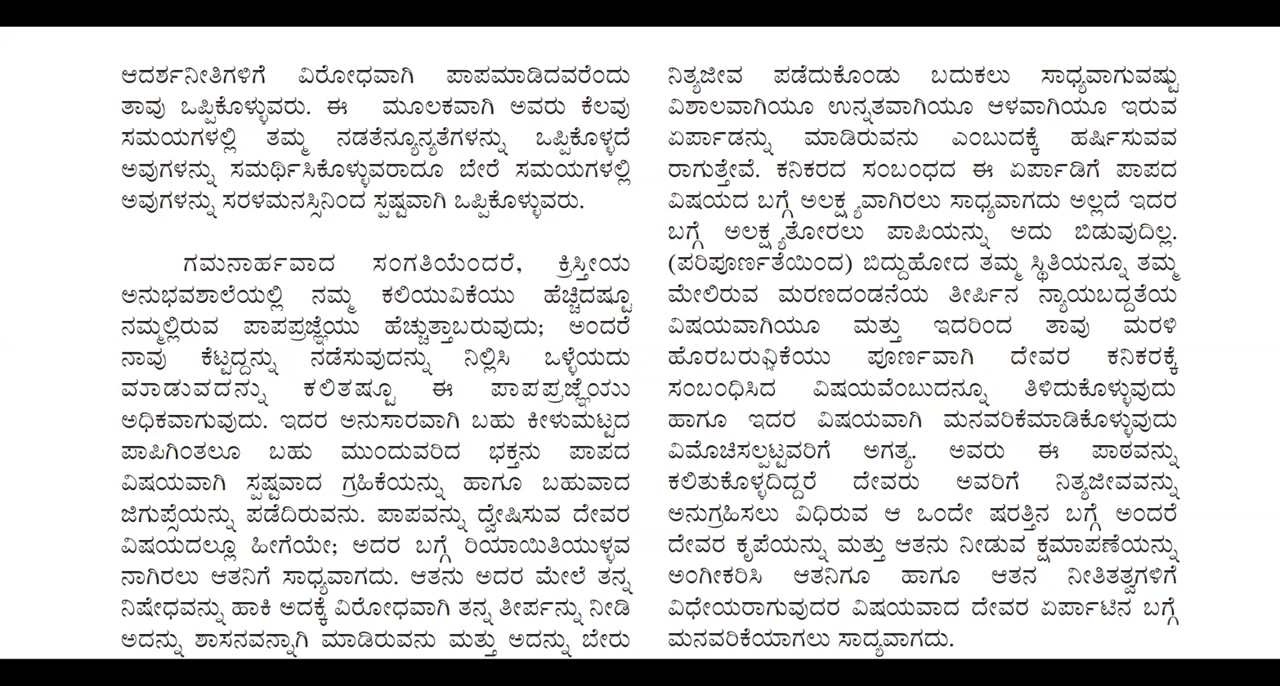 ಆದರ್ಶನೀತಿಗಳಿಗೆ ವಿರೋಧವಾಗಿ ಪಾಪಮಾಡಿದವರೆಂದು
ತಾವು ಒಪ್ಪಿಕೊಳ್ಳುವರು. ಈ ಮೂಲಕವಾಗಿ ಅವರು ಕೆಲವು
ಸಮಯಗಳಲ್ಲಿ ತಮ್ಮ ನಡತೆನ್ಯೂನ್ಯತೆಗಳನ್ನು ಒಪ್ಪಿಕೊಳ್ಳದೆ
ಅವುಗಳನ್ನು ಸಮರ್ಥಿಸಿಕೊಳ್ಳುವರಾದೂ ಬೇರೆ ಸಮಯಗಳಲ್ಲಿ
ಅವುಗಳನ್ನು ಸರಳಮನಸ್ಸಿನಿಂದ ಸ್ಪಷ್ಟವಾಗಿ ಒಪ್ಪಿಕೊಳ್ಳುವರು.
ಗಮನಾರ್ಹವಾದ ಸಂಗತಿಯೆಂದರೆ, ಕ್ರಿಸ್ತೀಯ
ಅನುಭವಶಾಲೆಯಲ್ಲಿ ನಮ್ಮ ಕಲಿಯುವಿಕೆಯು ಹೆಚ್ಚಿದಷ್ಟೂ
ನಮ್ಮಲ್ಲಿರುವ ಪಾಪಪ್ರಜ್ಞೆಯು ಹೆಚ್ಚುತ್ತಾಬರುವುದು; ಅಂದರೆ
ನಾವು ಕೆಟ್ಟದ್ದನ್ನು ನಡೆಸುವುದನ್ನು ನಿಲ್ಲಿಸಿ ಒಳ್ಳೆಯದು
ಮಾಡುವದನ್ನು ಕಲಿತಷ್ಟೂ ಈ ಪಾಪಪ್ರಜ್ಞೆಯು
ಅಧಿಕವಾಗುವುದು. ಇದರ ಅನುಸಾರವಾಗಿ ಬಹು ಕೀಳುಮಟ್ಟದ
ಪಾಪಿಗಿಂತಲೂ ಬಹು ಮುಂದುವರಿದ ಭಕ್ತನು ಪಾಪದ
ವಿಷಯವಾಗಿ ಸ್ಪಷ್ಟವಾದ ಗ್ರಹಿಕೆಯನ್ನು ಹಾಗೂ ಬಹುವಾದ
ಜಿಗುಪ್ಸೆಯನ್ನು ಪಡೆದಿರುವನು. ಪಾಪವನ್ನು ದ್ವೇಷಿಸುವ ದೇವರ
ವಿಷಯದಲ್ಲೂ ಹೀಗೆಯೇ; ಅದರ ಬಗ್ಗೆ ರಿಯಾಯಿತಿಯುಳ್ಳವ
ನಾಗಿರಲು ಆತನಿಗೆ ಸಾಧ್ಯವಾಗದು. ಆತನು ಅದರ ಮೇಲೆ ತನ್ನ
ನಿಷೇಧವನ್ನು ಹಾಕಿ ಅದಕ್ಕೆ ವಿರೋಧವಾಗಿ ತನ್ನ ತೀರ್ಪನ್ನು ನೀಡಿ
ಅದನ್ನು ಶಾಸನವನ್ನಾಗಿ ಮಾಡಿರುವನು ಮತ್ತು ಅದನ್ನು ಬೇರು
ನಿತ್ಯಜೀವ ಪಡೆದುಕೊಂಡು ಬದುಕಲು ಸಾಧ್ಯವಾಗುವಷ್ಟು
ವಿಶಾಲವಾಗಿಯೂ ಉನ್ನತವಾಗಿಯೂ ಆಳವಾಗಿಯೂ ಇರುವ
ಏರ್ಪಾಡನ್ನು ಮಾಡಿರುವನು ಎಂಬುದಕ್ಕೆ ಹರ್ಷಿಸುವವ
ರಾಗುತ್ತೇವೆ. ಕನಿಕರದ ಸಂಬಂಧದ ಈ ಏರ್ಪಾಡಿಗೆ ಪಾಪದ
ವಿಷಯದ ಬಗ್ಗೆ ಅಲಕ್ಷ್ಯವಾಗಿರಲು ಸಾಧ್ಯವಾಗದು ಅಲ್ಲದೆ ಇದರ
ಬಗ್ಗೆ ಅಲಕ್ಷ್ಯತೋರಲು ಪಾಪಿಯನ್ನು ಅದು ಬಿಡುವುದಿಲ್ಲ.
(ಪರಿಪೂರ್ಣತೆಯಿಂದ) ಬಿದ್ದುಹೋದ ತಮ್ಮ ಸ್ಥಿತಿಯನ್ನೂ ತಮ್ಮ
ಮೇಲಿರುವ ಮರಣದಂಡನೆಯ ತೀರ್ಪಿನ ನ್ಯಾಯಬದ್ದತೆಯ
ವಿಷಯವಾಗಿಯೂ ಮತ್ತು ಇದರಿಂದ ತಾವು ಮರಳಿ
ಹೊರಬರುವಿಕೆಯು ಪೂರ್ಣವಾಗಿ ದೇವರ ಕನಿಕರಕ್ಕೆ
ಸಂಬಂಧಿಸಿದ ವಿಷಯವೆಂಬುದನ್ನೂ ತಿಳಿದುಕೊಳ್ಳುವುದು
ಹಾಗೂ ಇದರ ವಿಷಯವಾಗಿ ಮನವರಿಕೆಮಾಡಿಕೊಳ್ಳುವುದು
ವಿಮೋಚಿಸಲ್ಪಟ್ಟವರಿಗೆ ಅಗತ್ಯ. ಅವರು ಈ ಪಾಠವನ್ನು
ಕಲಿತುಕೊಳ್ಳದಿದ್ದರೆ ದೇವರು ಅವರಿಗೆ ನಿತ್ಯಜೀವವನ್ನು
ಅನುಗ್ರಹಿಸಲು ವಿಧಿರುವ ಆ ಒಂದೇ ಷರತ್ತಿನ ಬಗ್ಗೆ ಅಂದರೆ
ದೇವರ ಕೃಪೆಯನ್ನು ಮತ್ತು ಆತನು ನೀಡುವ ಕ್ಷಮಾಪಣೆಯನ್ನು
ಅಂಗೀಕರಿಸಿ ಆತನಿಗೂ ಹಾಗೂ ಆತನ ನೀತಿತತ್ವಗಳಿಗೆ
ವಿಧೇಯರಾಗುವುದರ ವಿಷಯವಾದ ದೇವರ ಏರ್ಪಾಟಿನ ಬಗ್ಗೆ
ಮನವರಿಕೆಯಾಗಲು ಸಾದ್ಯವಾಗದು.